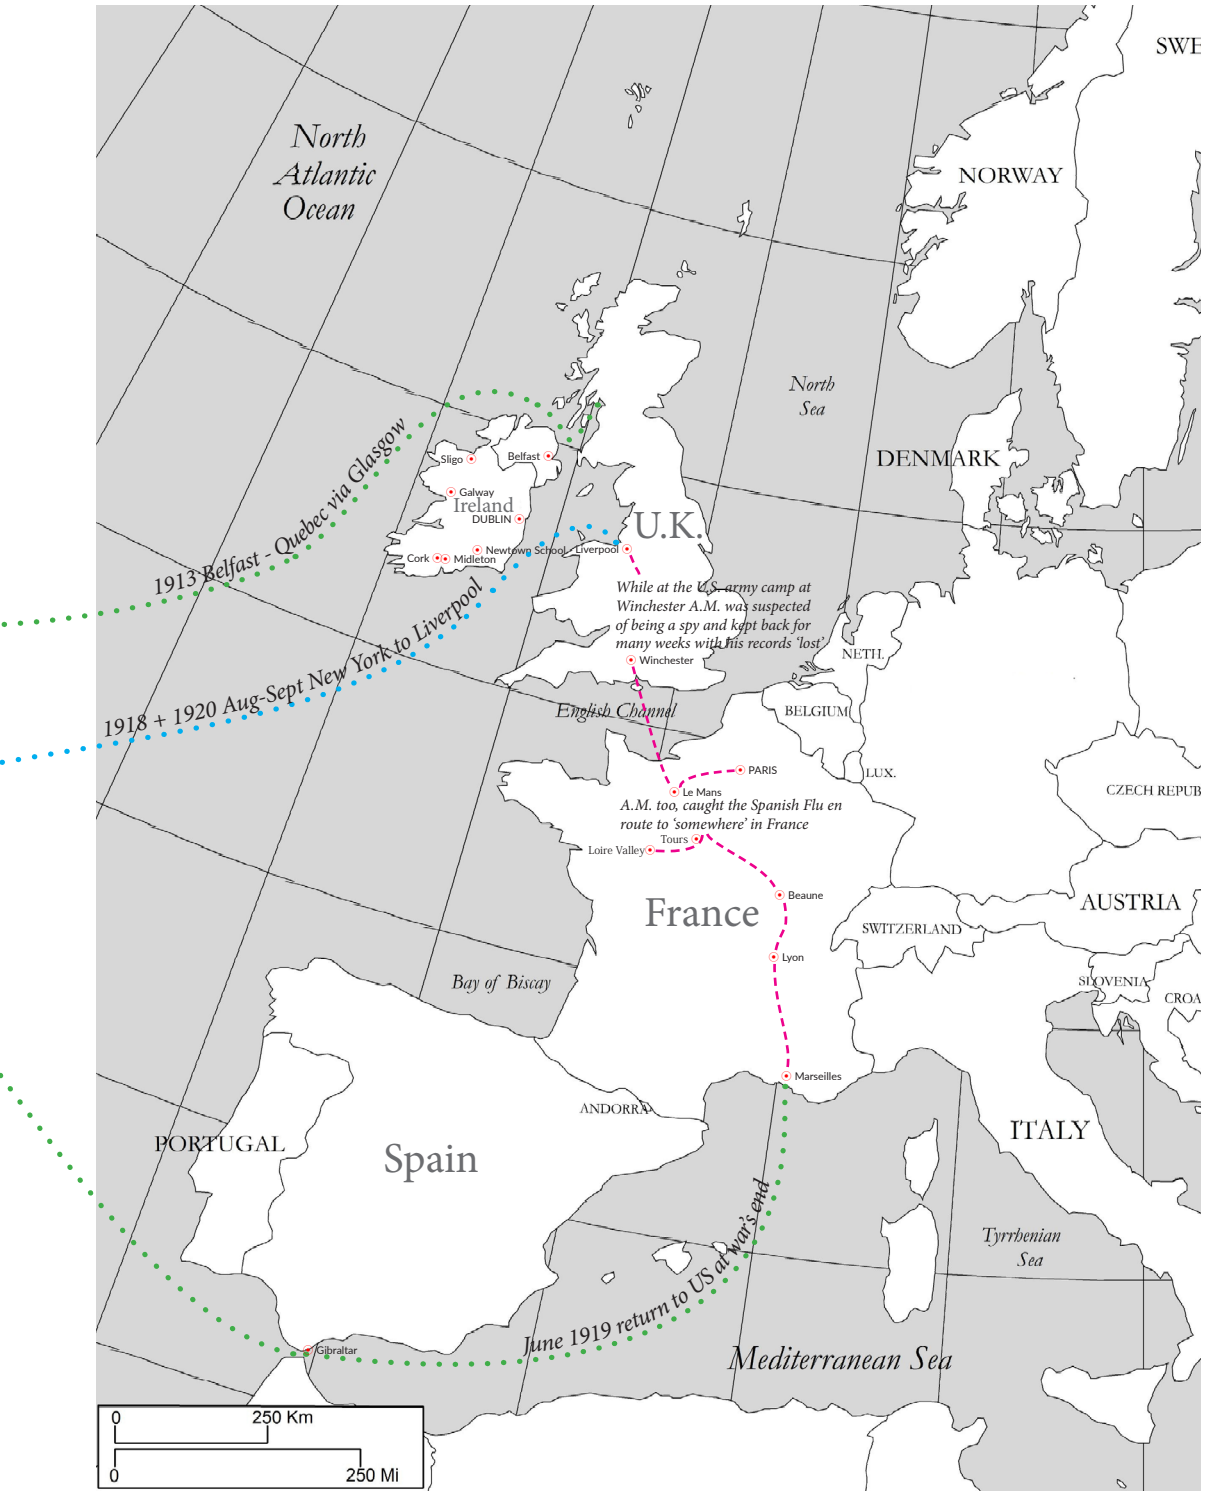 SWE
North
Atlantic
Ocean
NORWAY
North
Sea
DENMARK
1913 Belfast - Quebec via Glasgow
Sligo
Belfast
Galway
Ireland
DUBLIN
U.K.
Newtown School
Liverpool
Cork
Midleton
1918 + 1920 Aug-Sept New York to Liverpool
While at the U.S. army camp at
Winchester A.M. was suspected
of being a spy and kept back for
many weeks with his records ‘lost’
Winchester
NETH.
English Channel
BELGIUM
PARIS
LUX.
Le Mans
CZECH REPUB
A.M. too, caught the Spanish Flu en
route to ‘somewhere’ in France
Tours
Loire Valley
Beaune
AUSTRIA
France
SWITZERLAND
Lyon
Bay of Biscay
SLOVENIA
CROA
Marseilles
ANDORRA
ITALY
PORTUGAL
Spain
Tyrrhenian
Sea
June 1919 return to US at war's end
Gibraltar
Mediterranean Sea
0 250 Km
0 250 Mi